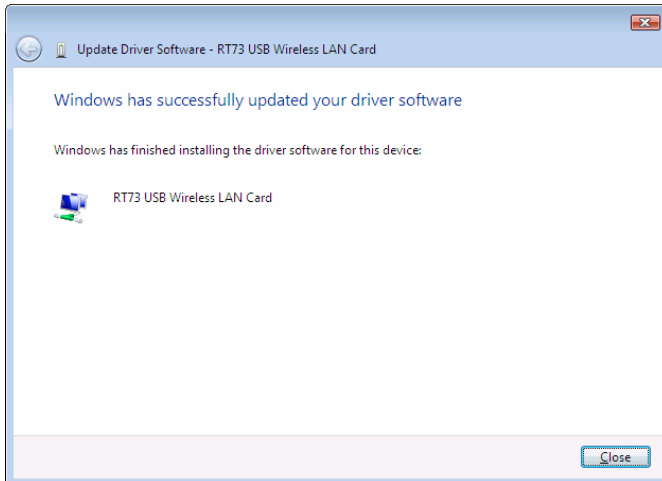 Update Driver Software - RT73 USB Wireless LAN Card
Windows has successfully updated your driver software
Windows has finished installing the driver software for this device:
RT73 USB Wireless LAN Card
Close